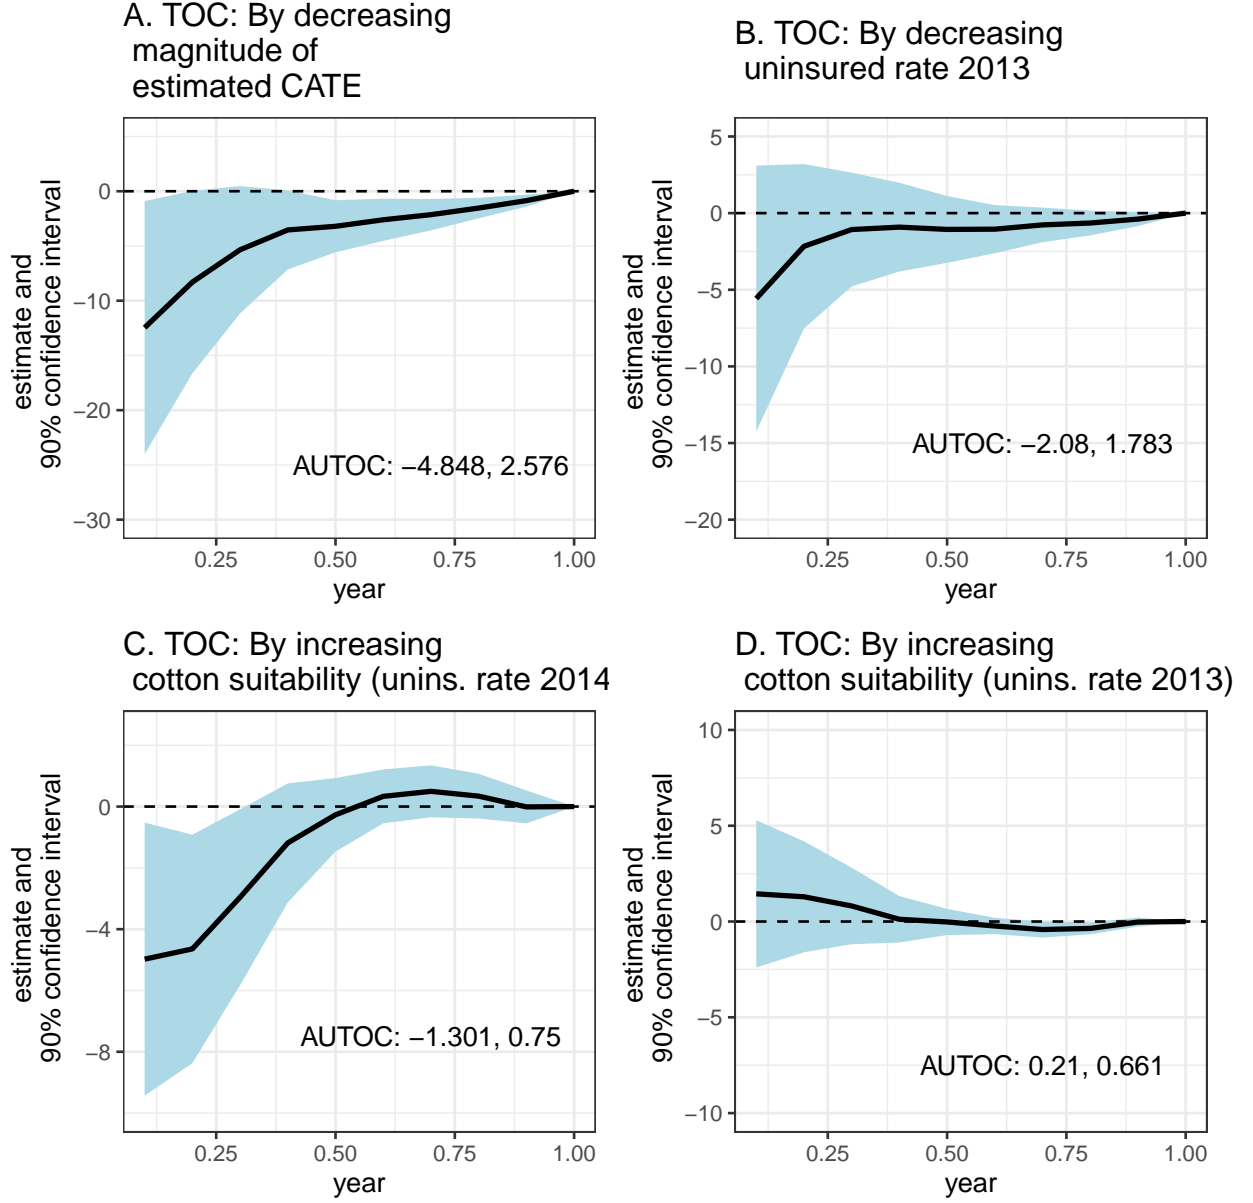 A. TOC: By decreasing
magnitude of
estimated CATE
estimate and
90% confidence interval
0
−10
−20
−30
AUTOC: −4.848, 2.576
0.25 0.50 0.75 1.00
year
B. TOC: By decreasing
uninsured rate 2013
estimate and
90% confidence interval
5
0
−5
−10
−15
−20
AUTOC: −2.08, 1.783
0.25 0.50 0.75 1.00
year
C. TOC: By increasing
cotton suitability (unins. rate 2014
estimate and
90% confidence interval
0
−4
−8
AUTOC: −1.301, 0.75
0.25 0.50 0.75 1.00
year
D. TOC: By increasing
cotton suitability (unins. rate 2013)
estimate and
90% confidence interval
10
5
0
−5
−10
AUTOC: 0.21, 0.661
0.25 0.50 0.75 1.00
year